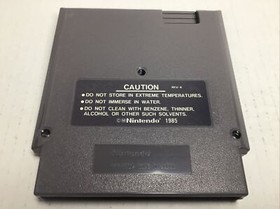 CAUTION REV-A
• DO NOT STORE IN EXTREME TEMPERATURES.
• DO NOT IMMERSE IN WATER.
• DO NOT CLEAN WITH BENZENE, THINNER,
ALCOHOL OR OTHER SUCH SOLVENTS.
©®Nintendo 1985